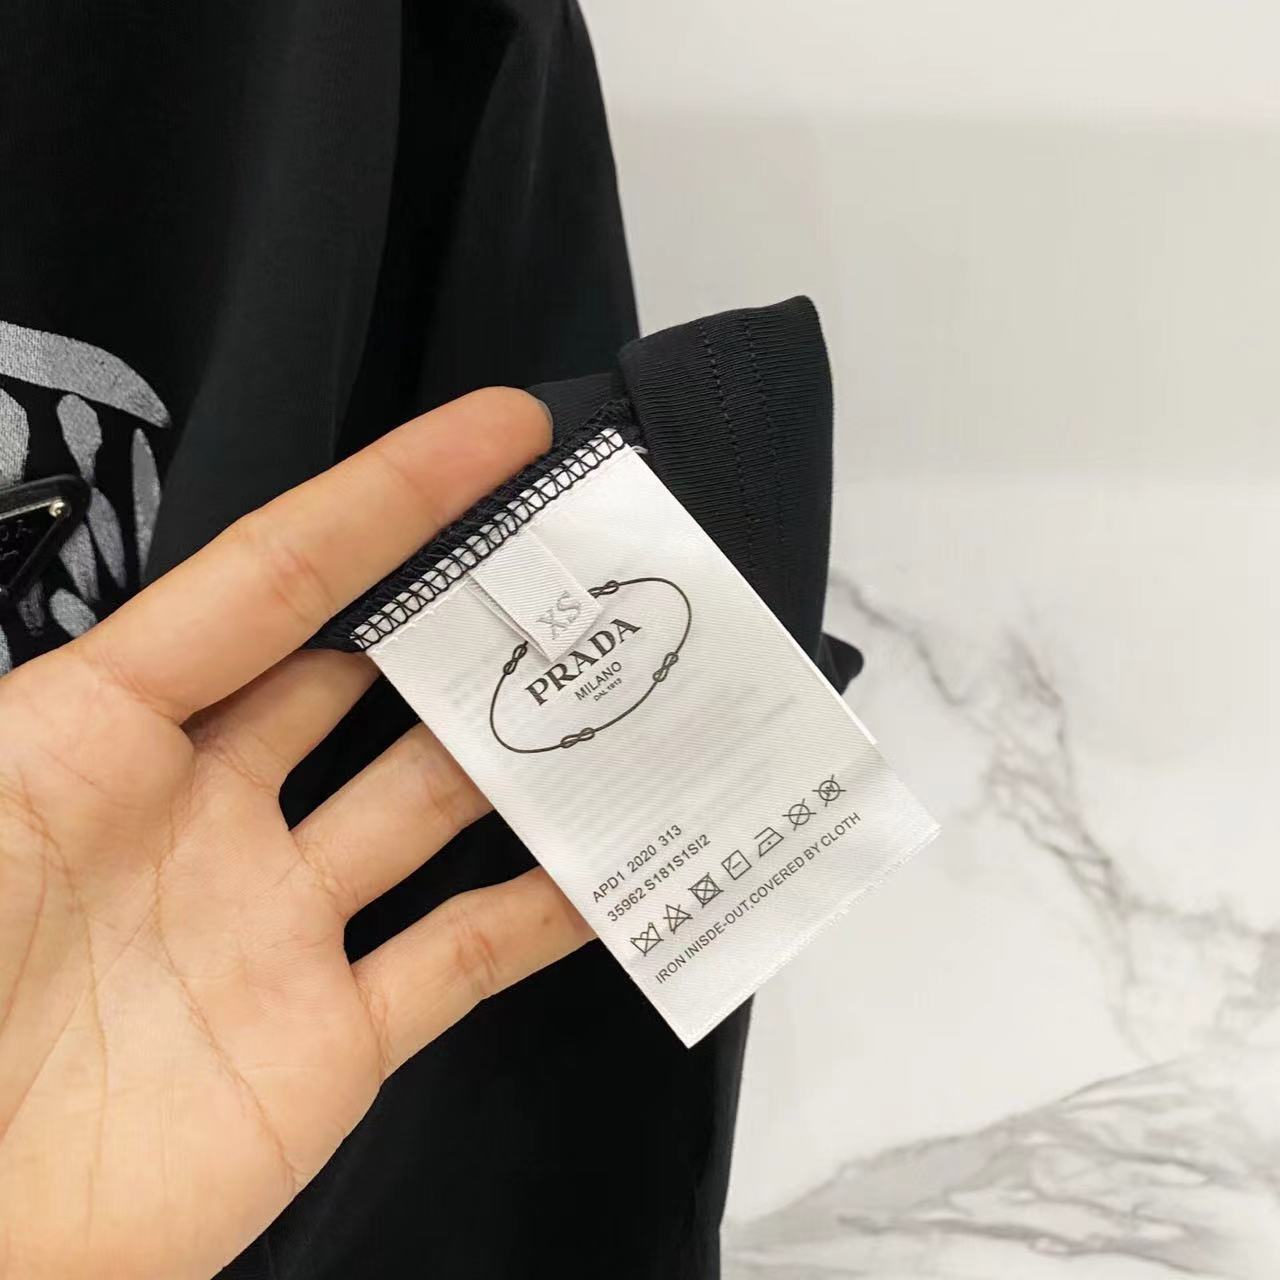 XS
PRADA
MILANO
DAL 1913
APD1 2020 313
35962 S181S1SI2
IRON INISDE-OUT,COVERED BY CLOTH